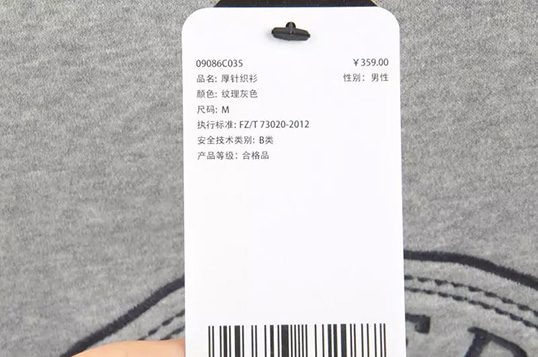 09086C035 ￥359.00
品名: 厚针织衫 性别: 男性
颜色: 纹理灰色
尺码: M
执行标准: FZ/T 73020-2012
安全技术类别: B类
产品等级: 合格品